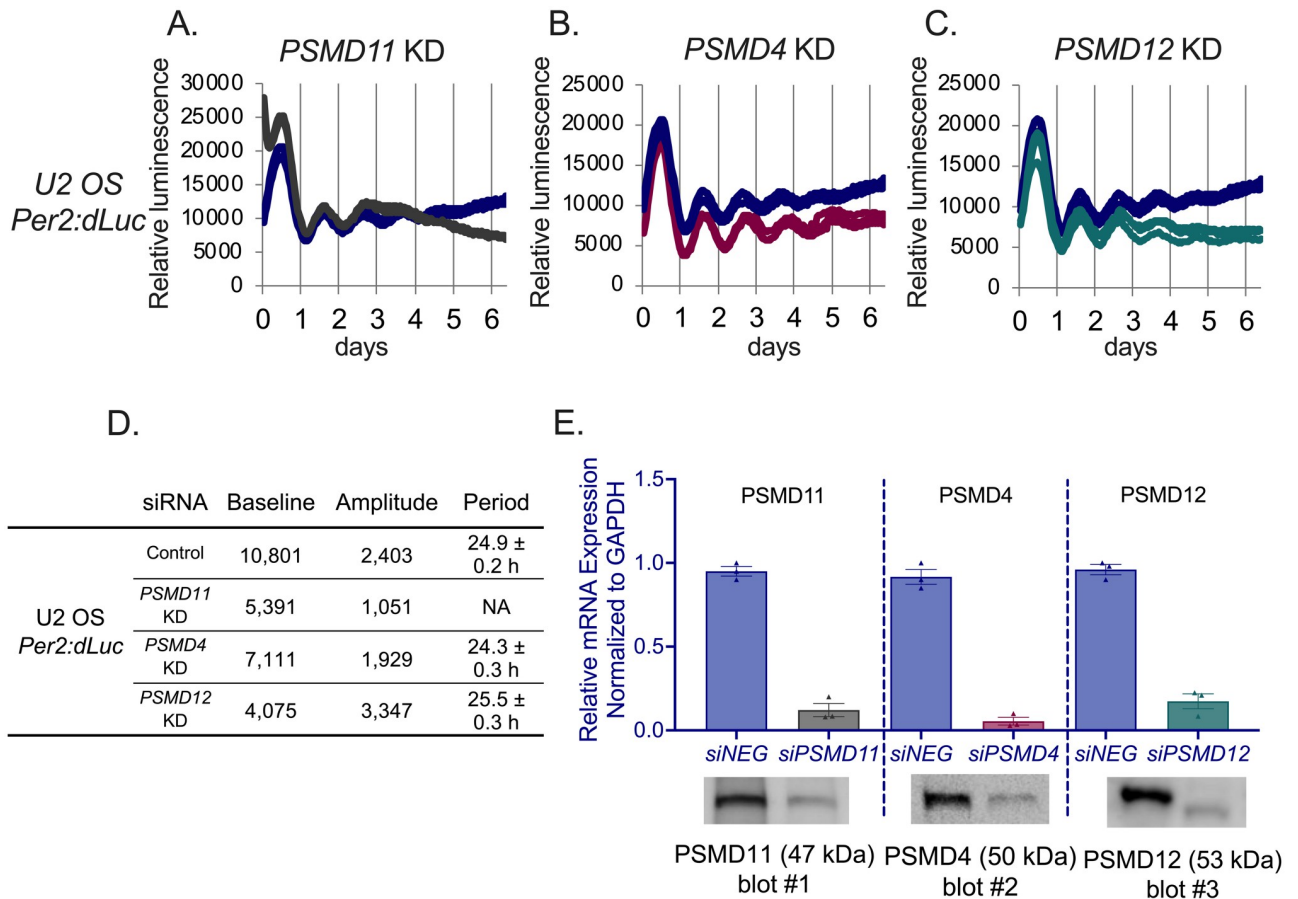 A.
PSMD11 KD
Relative luminescence
30000
25000
20000
15000
10000
5000
0
0 1 2 3 4 5 6
days
B.
PSMD4 KD
Relative luminescence
25000
20000
15000
10000
5000
0
0 1 2 3 4 5 6
days
C.
PSMD12 KD
Relative luminescence
25000
20000
15000
10000
5000
0
0 1 2 3 4 5 6
days
U2 OS
Per2:dLuc
D.
siRNA Baseline Amplitude Period
U2 OS
Per2:dLuc
Control 10,801 2,403 24.9 ±
0.2 h
PSMD11
KD 5,391 1,051 NA
PSMD4
KD 7,111 1,929 24.3 ±
0.3 h
PSMD12
KD 4,075 3,347 25.5 ±
0.3 h
E.
Relative mRNA Expression
Normalized to GAPDH
1.5
1.0
0.5
0.0
PSMD11 PSMD4 PSMD12
siNEG siPSMD11 siNEG siPSMD4 siNEG siPSMD12
PSMD11 (47 kDa)
blot #1
PSMD4 (50 kDa)
blot #2
PSMD12 (53 kDa)
blot #3